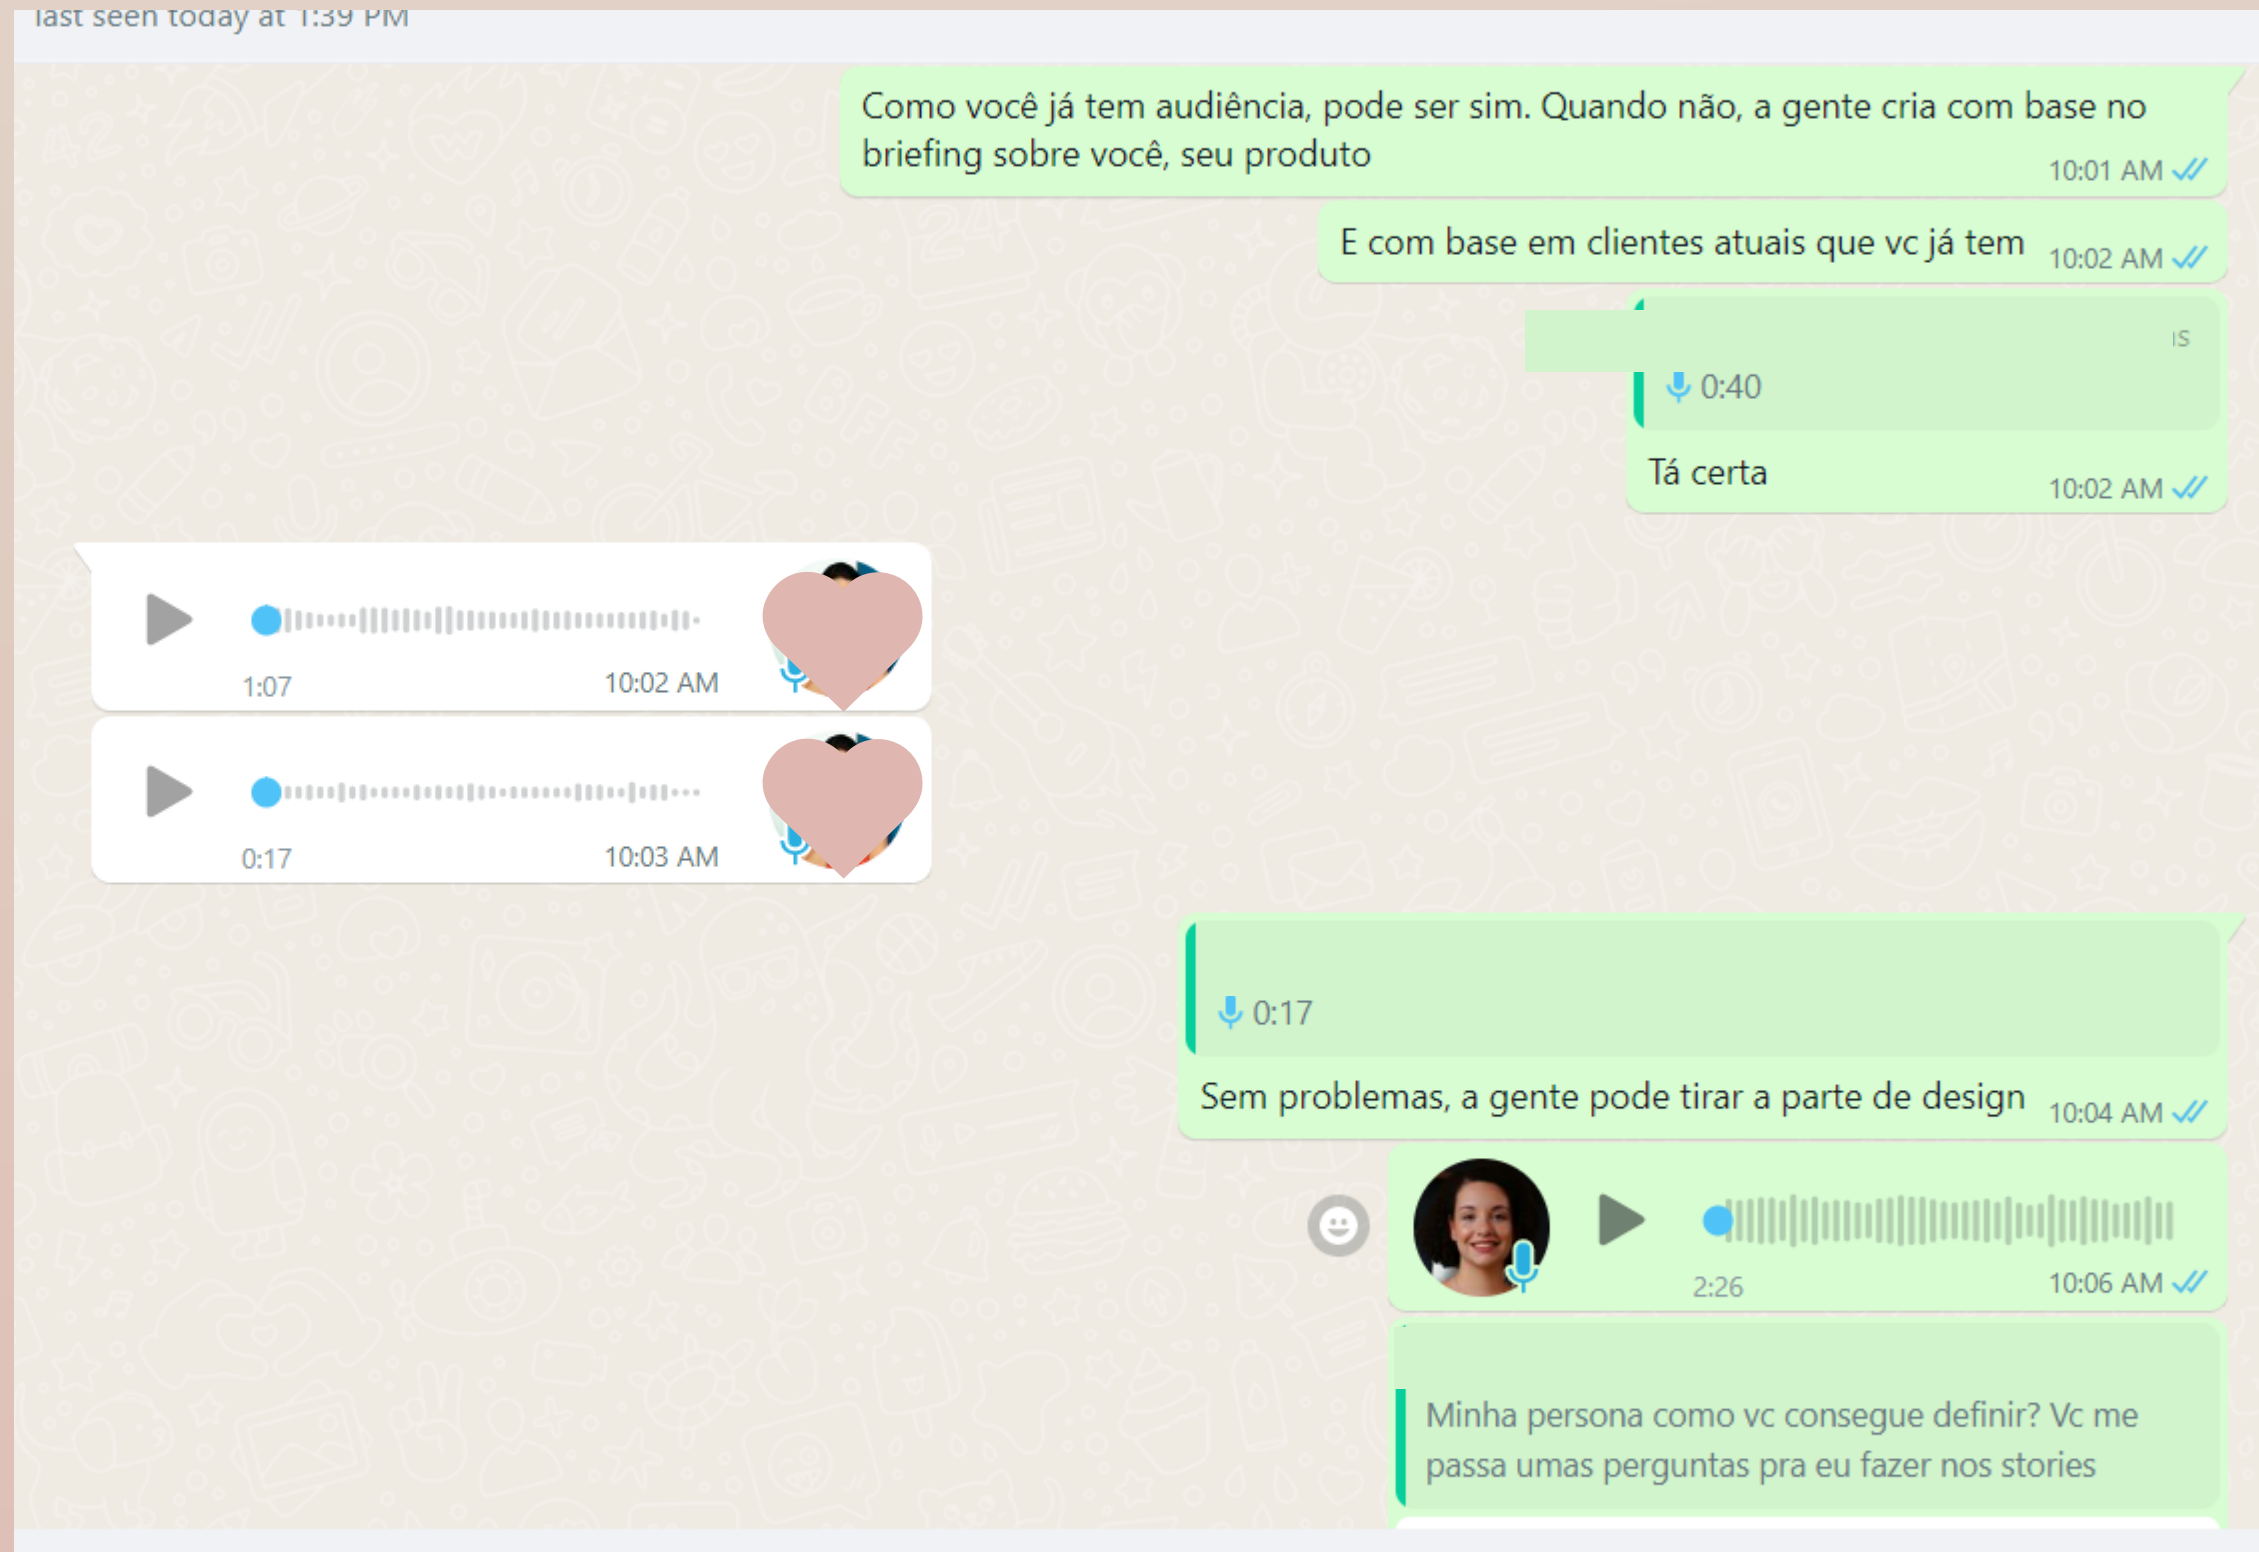 last seen today at 1:39 PM
Como você já tem audiência, pode ser sim. Quando não, a gente cria com base no
briefing sobre você, seu produto
10:01 AM
E com base em clientes atuais que vc já tem
10:02 AM
0:40
Tá certa
10:02 AM
1:07
10:02 AM
0:17
10:03 AM
0:17
Sem problemas, a gente pode tirar a parte de design
10:04 AM
2:26
10:06 AM
Minha persona como vc consegue definir? Vc me
passa umas perguntas pra eu fazer nos stories